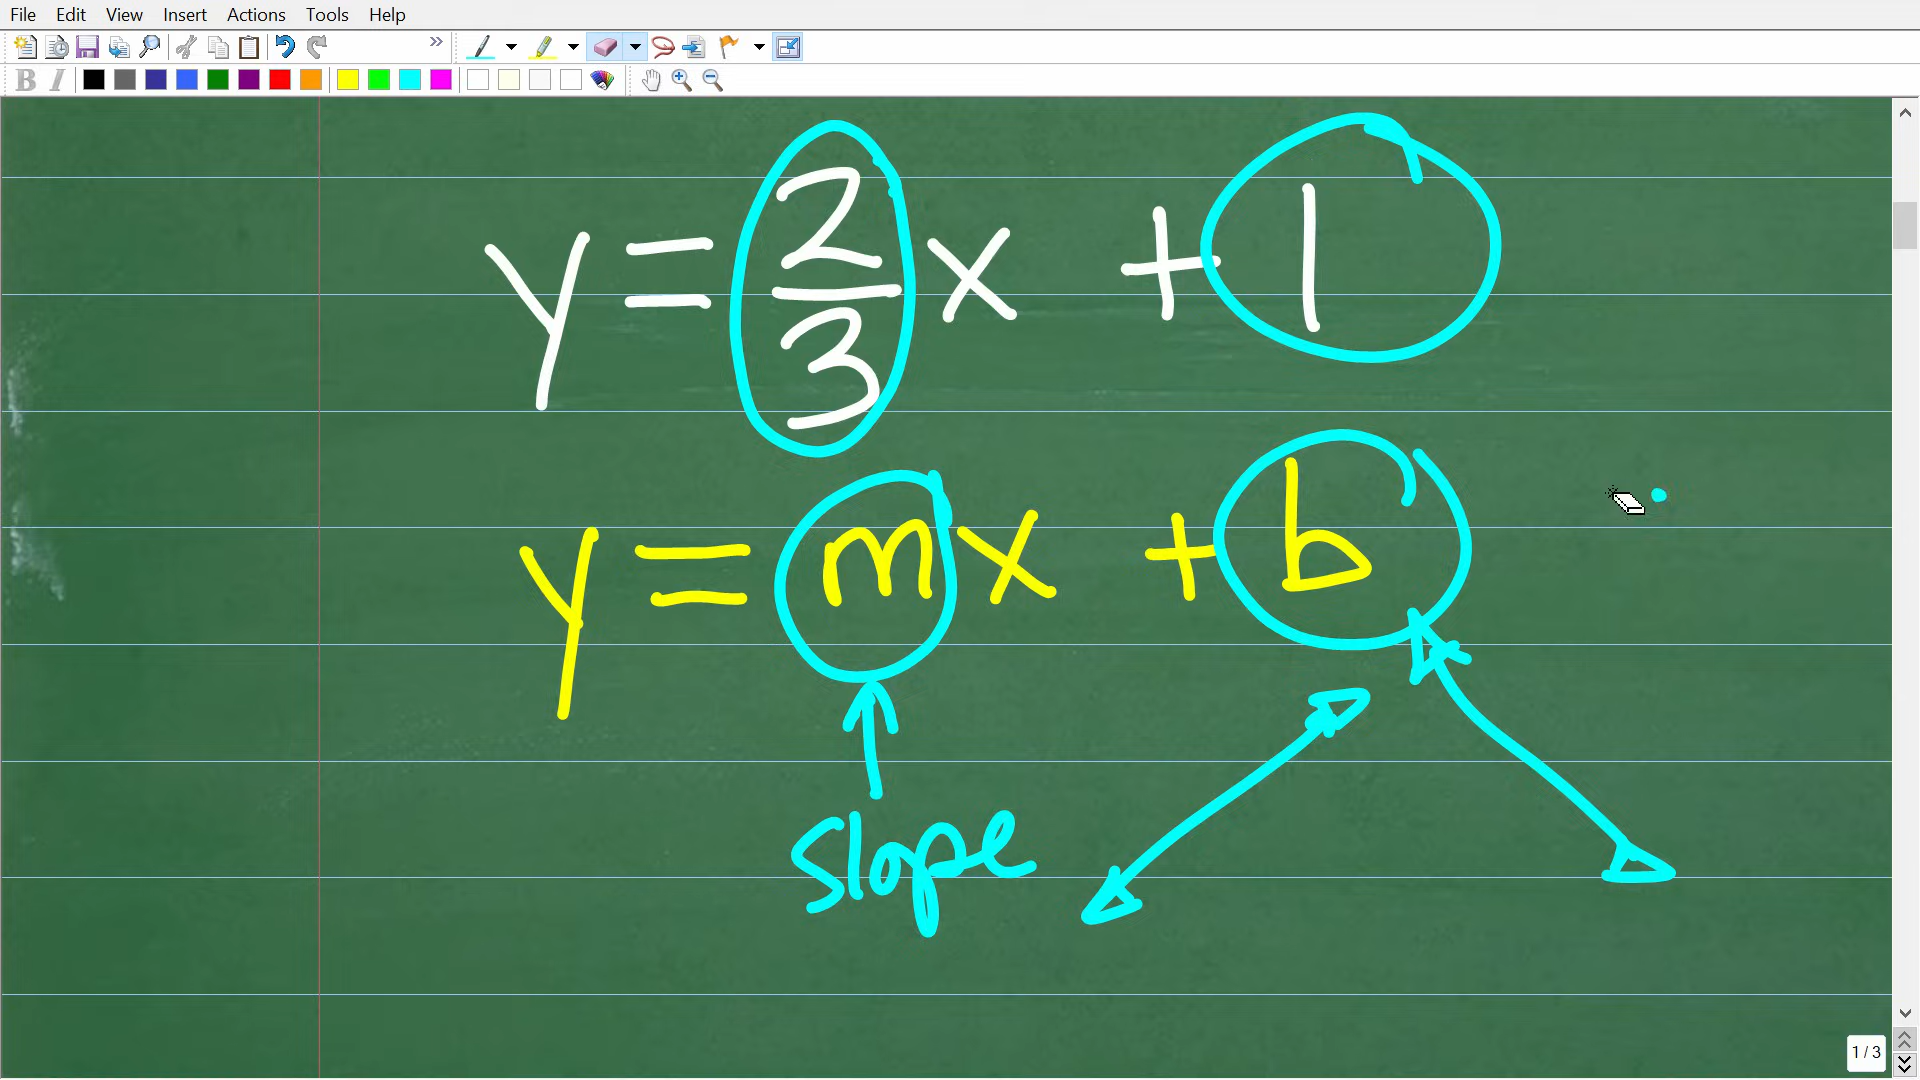 File Edit View Insert Actions Tools Help
B I
y = 2/3 x + 1
y = mx + b
slope
1 / 3